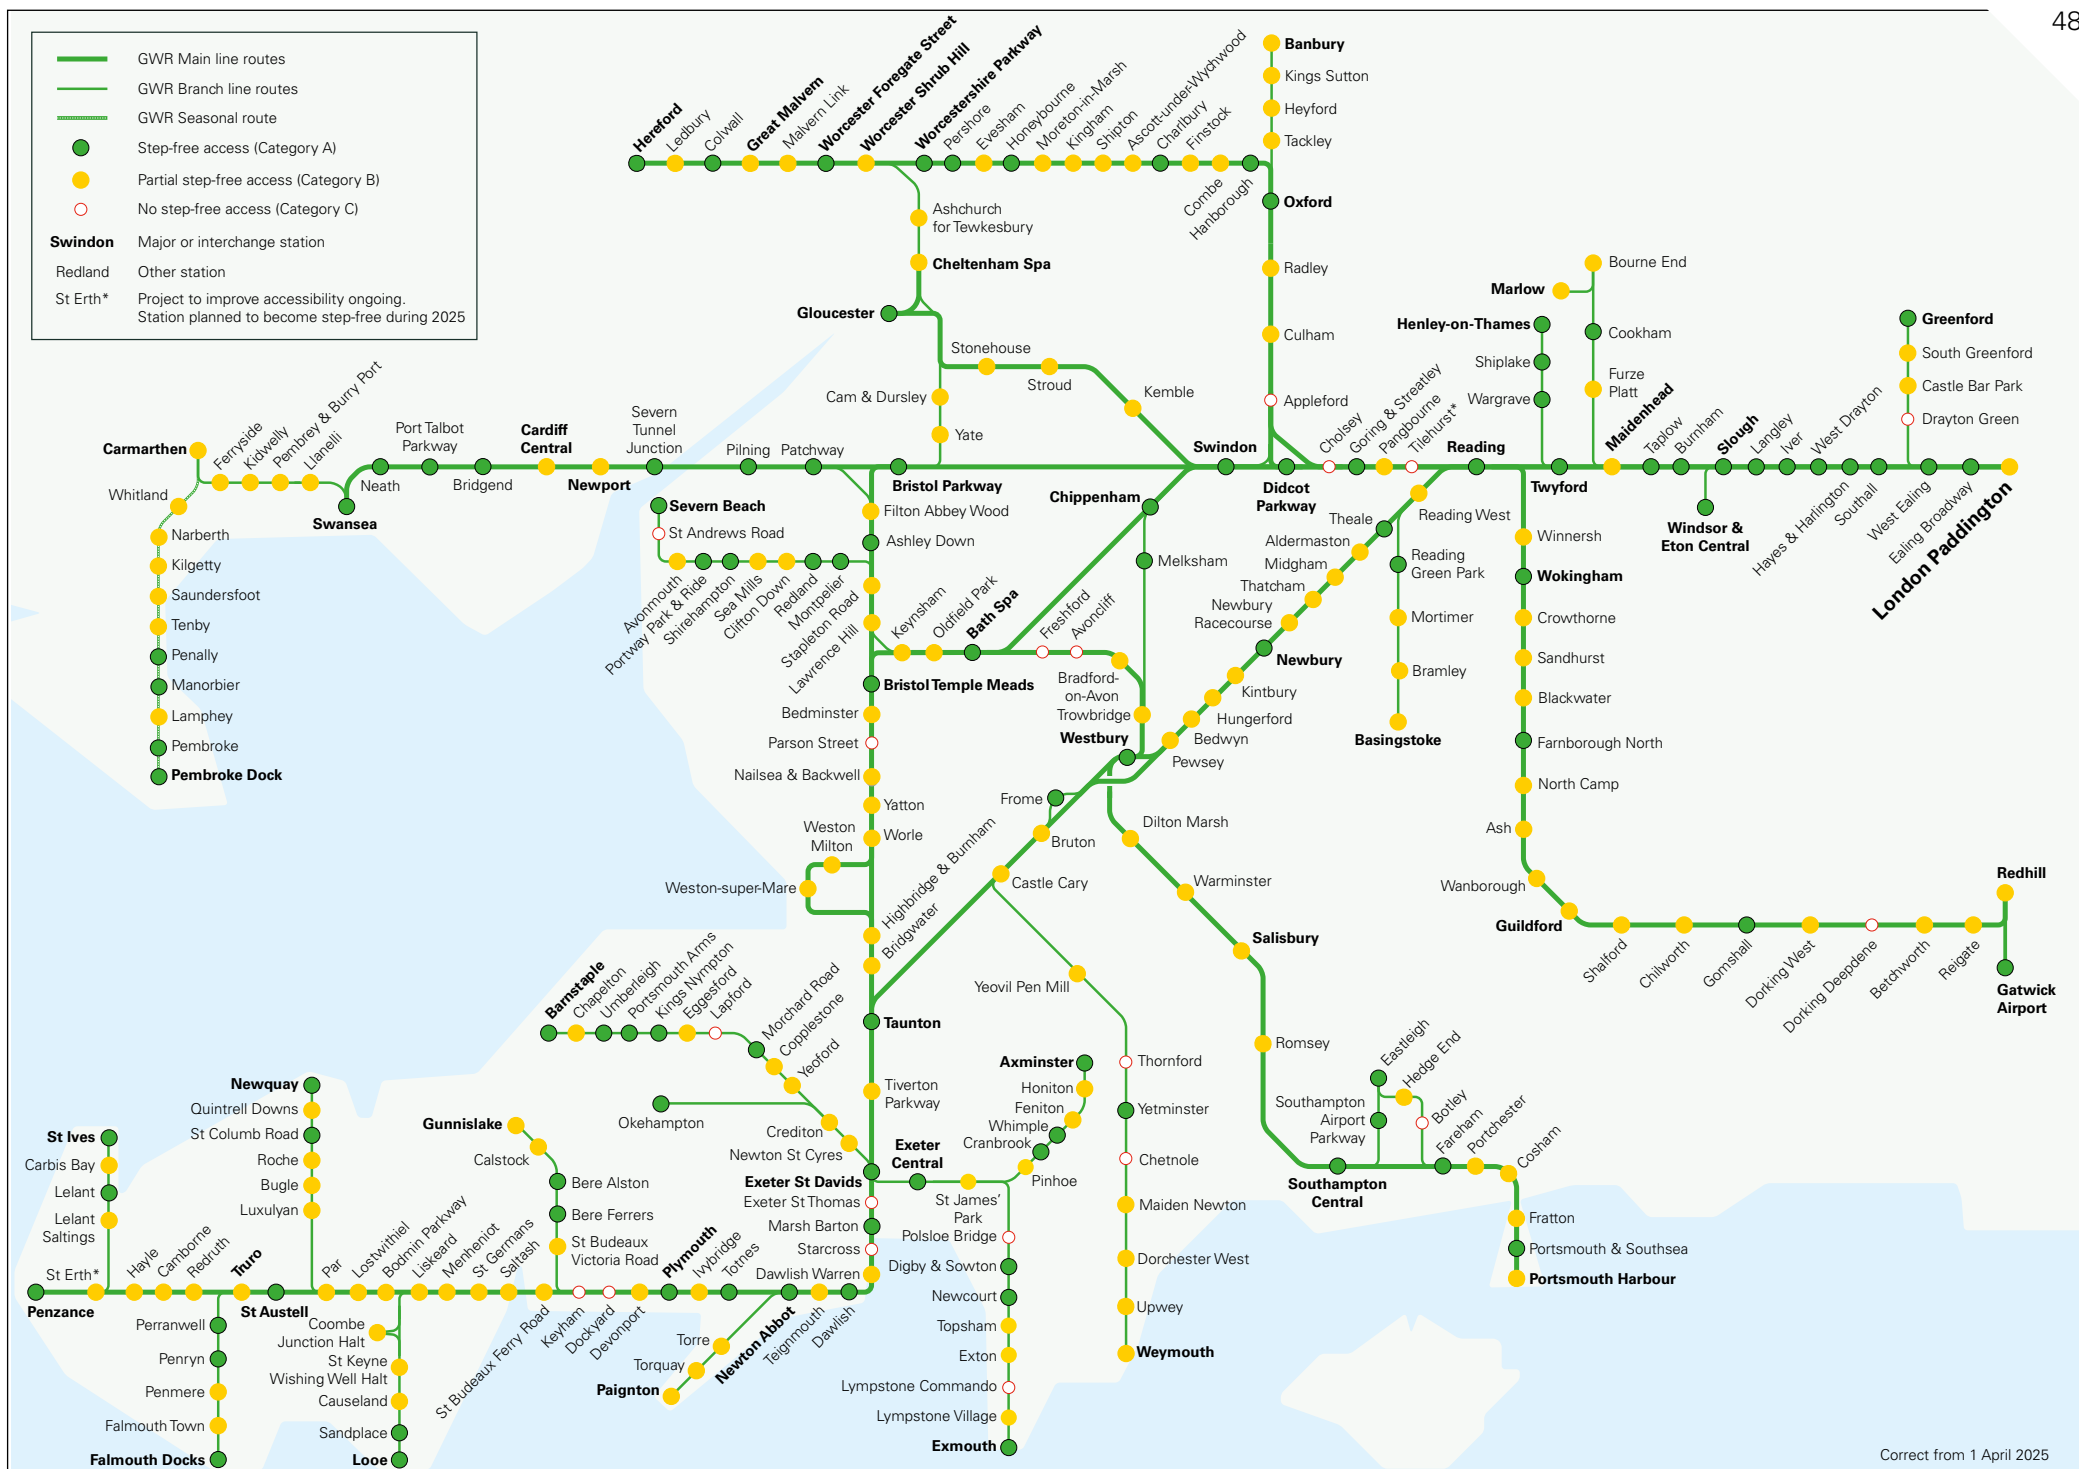 48
GWR Main line routes
GWR Branch line routes
GWR Seasonal route
Step-free access (Category A)
Partial step-free access (Category B)
No step-free access (Category C)
Swindon Major or interchange station
Redland Other station
St Erth* Project to improve accessibility ongoing.
Station planned to become step-free during 2025
Hereford
Ledbury
Colwall
Great Malvern
Malvern Link
Worcester Foregate Street
Worcester Shrub Hill
Worcestershire Parkway
Pershore
Evesham
Honeybourne
Moreton-in-Marsh
Kingham
Shipton
Ascott-under-Wychwood
Charlbury
Finstock
Combe
Hanborough
Banbury
Kings Sutton
Heyford
Tackley
Oxford
Radley
Culham
Appleford
Ashchurch
for Tewkesbury
Cheltenham Spa
Gloucester
Stonehouse
Stroud
Kemble
Cam & Dursley
Yate
Carmarthen
Ferryside
Kidwelly
Pembrey & Burry Port
Llanelli
Swansea
Neath
Port Talbot
Parkway
Bridgend
Cardiff
Central
Newport
Severn
Tunnel
Junction
Pilning
Patchway
Bristol Parkway
Swindon
Didcot
Parkway
Cholsey
Goring & Streatley
Pangbourne
Tilehurst*
Reading
Twyford
Maidenhead
Taplow
Burnham
Slough
Langley
Iver
West Drayton
Hayes & Harlington
Southall
West Ealing
Ealing Broadway
London Paddington
Windsor &
Eton Central
Henley-on-Thames
Shiplake
Wargrave
Marlow
Bourne End
Cookham
Furze
Platt
Greenford
South Greenford
Castle Bar Park
Drayton Green
Whitland
Narberth
Kilgetty
Saundersfoot
Tenby
Penally
Manorbier
Lamphey
Pembroke
Pembroke Dock
Severn Beach
St Andrews Road
Avonmouth
Portway Park & Ride
Shirehampton
Sea Mills
Clifton Down
Redland
Montpelier
Filton Abbey Wood
Ashley Down
Stapleton Road
Lawrence Hill
Keynsham
Oldfield Park
Bath Spa
Freshford
Avoncliff
Bradford-
on-Avon
Trowbridge
Westbury
Chippenham
Melksham
Reading West
Theale
Aldermaston
Midgham
Thatcham
Newbury
Racecourse
Newbury
Kintbury
Hungerford
Bedwyn
Pewsey
Reading
Green Park
Mortimer
Bramley
Basingstoke
Winnersh
Wokingham
Crowthorne
Sandhurst
Blackwater
Farnborough North
North Camp
Ash
Wanborough
Guildford
Shalford
Chilworth
Gomshall
Dorking West
Dorking Deepdene
Betchworth
Reigate
Redhill
Gatwick
Airport
Bristol Temple Meads
Bedminster
Parson Street
Nailsea & Backwell
Yatton
Worle
Weston
Milton
Weston-super-Mare
Highbridge & Burnham
Bridgwater
Taunton
Tiverton
Parkway
Frome
Bruton
Castle Cary
Yeovil Pen Mill
Thornford
Yetminster
Chetnole
Maiden Newton
Dorchester West
Upwey
Weymouth
Dilton Marsh
Warminster
Salisbury
Romsey
Southampton
Central
Southampton
Airport
Parkway
Eastleigh
Hedge End
Botley
Fareham
Portchester
Cosham
Fratton
Portsmouth & Southsea
Portsmouth Harbour
Barnstaple
Chapelton
Umberleigh
Portsmouth Arms
Kings Nympton
Eggesford
Lapford
Morchard Road
Copplestone
Yeoford
Okehampton
Crediton
Newton St Cyres
Exeter St Davids
Exeter
Central
St James'
Park
Pinhoe
Cranbrook
Whimple
Feniton
Honiton
Axminster
Polsloe Bridge
Digby & Sowton
Newcourt
Topsham
Exton
Lympstone Commando
Lympstone Village
Exmouth
Exeter St Thomas
Marsh Barton
Starcross
Dawlish Warren
Dawlish
Teignmouth
Newton Abbot
Torre
Torquay
Paignton
Totnes
Ivybridge
Plymouth
Devonport
Dockyard
Keyham
St Budeaux Ferry Road
Gunnislake
Calstock
Bere Alston
Bere Ferrers
St Budeaux
Victoria Road
Saltash
St Germans
Menheniot
Liskeard
Bodmin Parkway
Lostwithiel
Par
Coombe
Junction Halt
St Keyne
Wishing Well Halt
Causeland
Sandplace
Looe
Newquay
Quintrell Downs
St Columb Road
Roche
Bugle
Luxulyan
St Austell
Truro
Perranwell
Penryn
Penmere
Falmouth Town
Falmouth Docks
Redruth
Camborne
Hayle
St Erth*
Penzance
St Ives
Carbis Bay
Lelant
Lelant
Saltings
Correct from 1 April 2025